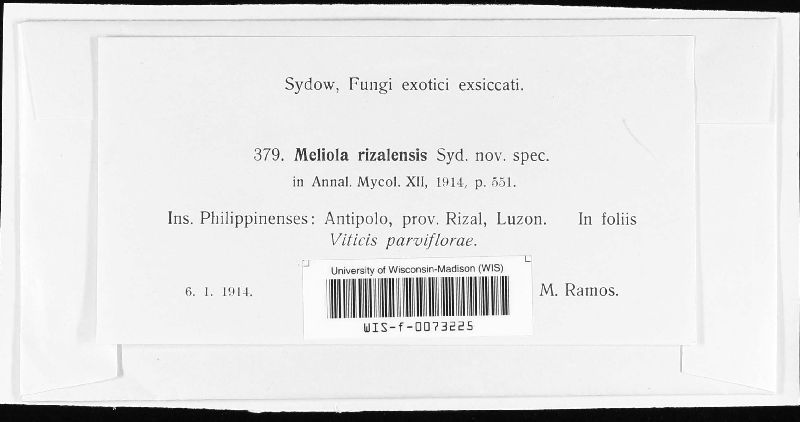 Sydow, Fungi exotici exsiccati.
379. Meliola rizalensis Syd. nov. spec.
in Annal. Mycol. XII, 1914, p. 551.
Ins. Philippinenses: Antipolo, prov. Rizal, Luzon. In foliis
Viticis parviflorae.
6. 1. 1914.
M. Ramos.
University of Wisconsin-Madison (WIS)
WIS-f-0073225